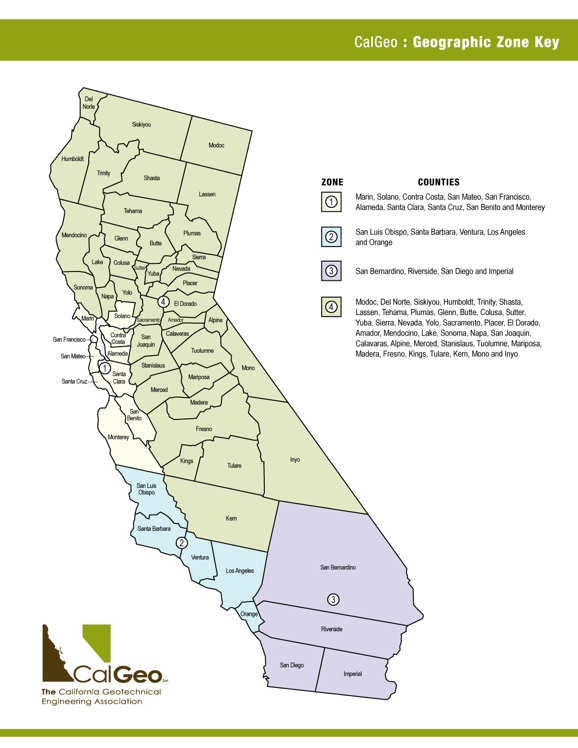 CalGeo : Geographic Zone Key
Del
Norte
Siskiyou
Modoc
Humboldt
Trinity
Shasta
Lassen
Tehama
Mendocino
Glenn
Butte
Plumas
Lake
Colusa
Sutter
Yuba
Nevada
Sierra
Placer
Sonoma
Napa
Yolo
4
El Dorado
Marin
Solano
Sacramento
Amador
Alpine
San Francisco
Contra
Costa
San
Joaquin
Calaveras
San Mateo
Alameda
Tuolumne
1
Stanislaus
Mono
Santa Cruz
Santa
Clara
Merced
Mariposa
Madera
San
Benito
Fresno
Monterey
Kings
Tulare
Inyo
San Luis
Obispo
Kern
Santa Barbara
2
Ventura
Los Angeles
San Bernardino
3
Orange
Riverside
San Diego
Imperial
ZONE COUNTIES
1 Marin, Solano, Contra Costa, San Mateo, San Francisco,
Alameda, Santa Clara, Santa Cruz, San Benito and Monterey
2 San Luis Obispo, Santa Barbara, Ventura, Los Angeles
and Orange
3 San Bernardino, Riverside, San Diego and Imperial
4 Modoc, Del Norte, Siskiyou, Humboldt, Trinity, Shasta,
Lassen, Tehama, Plumas, Glenn, Butte, Colusa, Sutter,
Yuba, Sierra, Nevada, Yolo, Sacramento, Placer, El Dorado,
Amador, Mendocino, Lake, Sonoma, Napa, San Joaquin,
Calavaras, Alpine, Merced, Stanislaus, Tuolumne, Mariposa,
Madera, Fresno, Kings, Tulare, Kern, Mono and Inyo
CalGeo SM
The California Geotechnical
Engineering Association